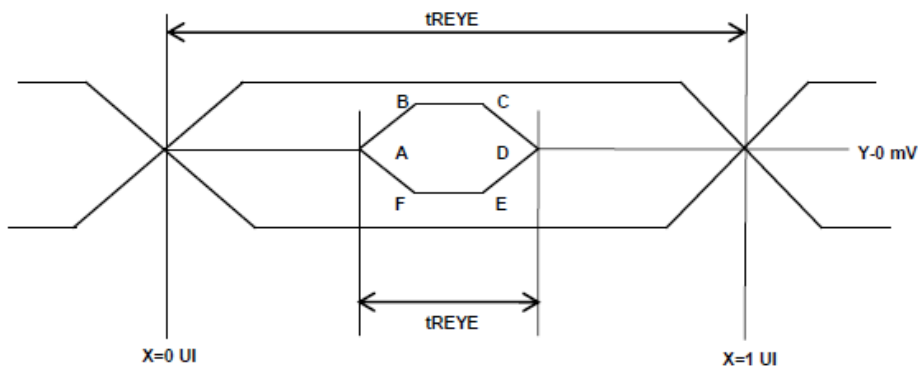 tREYE
B C
A D
Y-0 mV
F E
tREYE
X=0 UI
X=1 UI